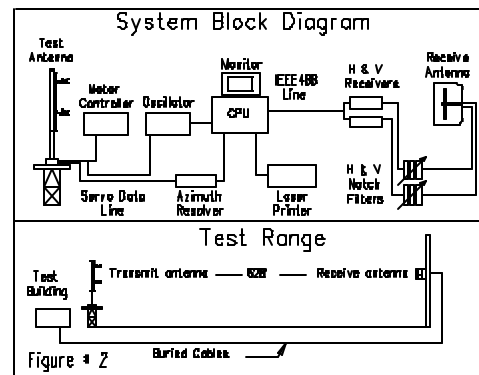 System Block Diagram
Test
Antenna
Motor
Controller
Oscillator
Monitor
CPU
IEEE488
Line
H & V
Receivers
Receive
Antenna
Servo Data
Line
Azimuth
Resolver
Laser
Printer
H & V
Notch
Filters
Test Range
Test
Building
Transmit antenna
Receive antenna
Buried Cables
Figure # 2